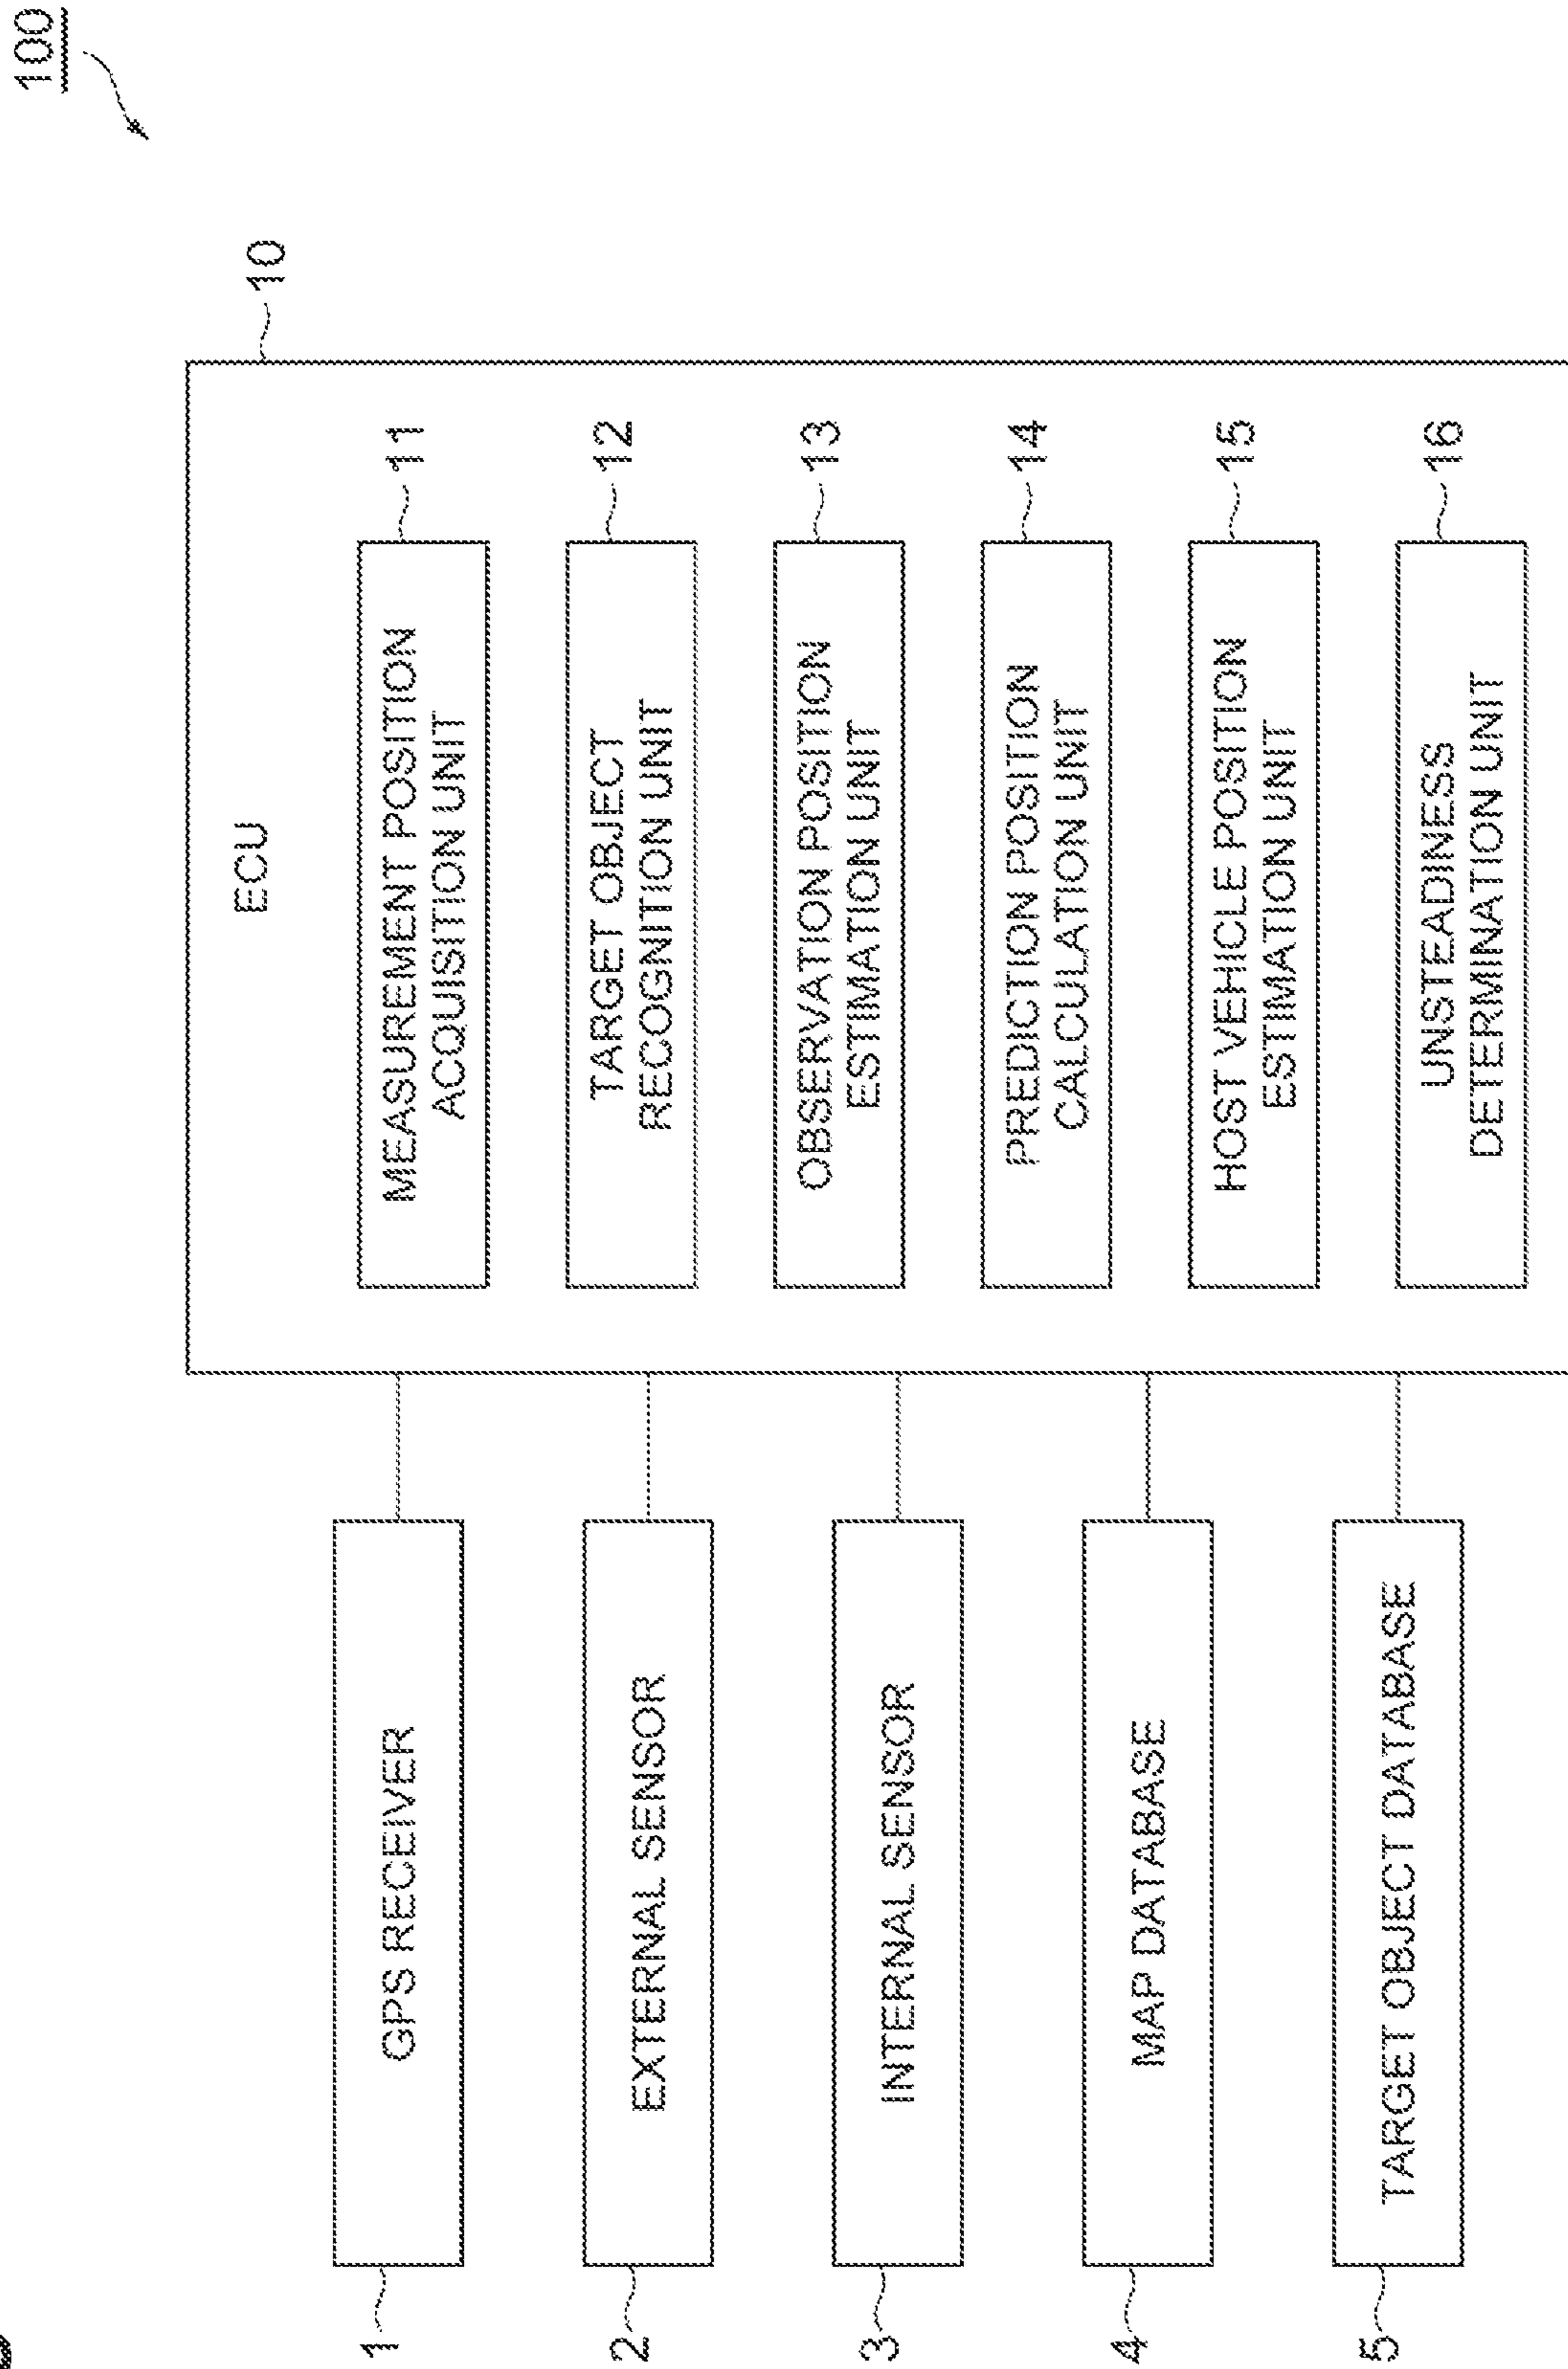 100
10
ECU
1
GPS RECEIVER
2
EXTERNAL SENSOR
3
INTERNAL SENSOR
4
MAP DATABASE
5
TARGET OBJECT DATABASE
MEASUREMENT POSITION
ACQUISITION UNIT
11
TARGET OBJECT
RECOGNITION UNIT
12
OBSERVATION POSITION
ESTIMATION UNIT
13
PREDICTION POSITION
CALCULATION UNIT
14
HOST VEHICLE POSITION
ESTIMATION UNIT
15
UNSTEADINESS
DETERMINATION UNIT
16